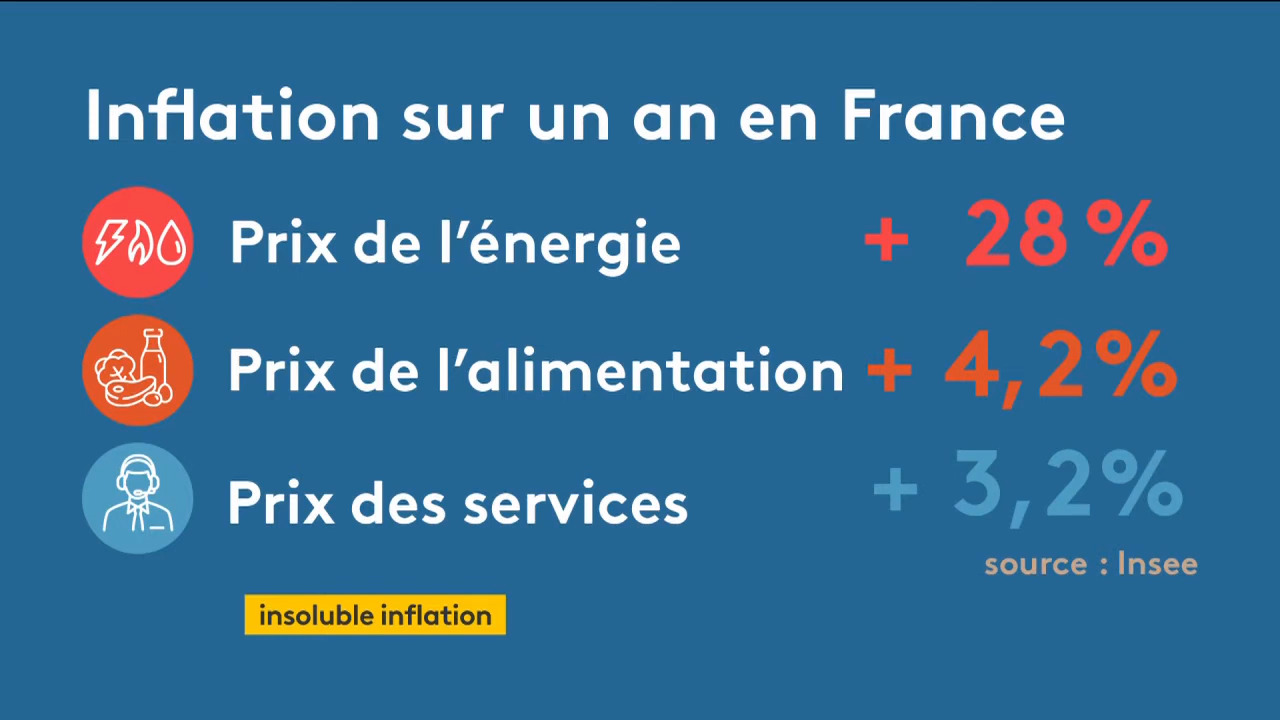 Inflation sur un an en France
Prix de l’énergie + 28 %
Prix de l’alimentation + 4,2%
Prix des services + 3,2%
source : Insee
insoluble inflation